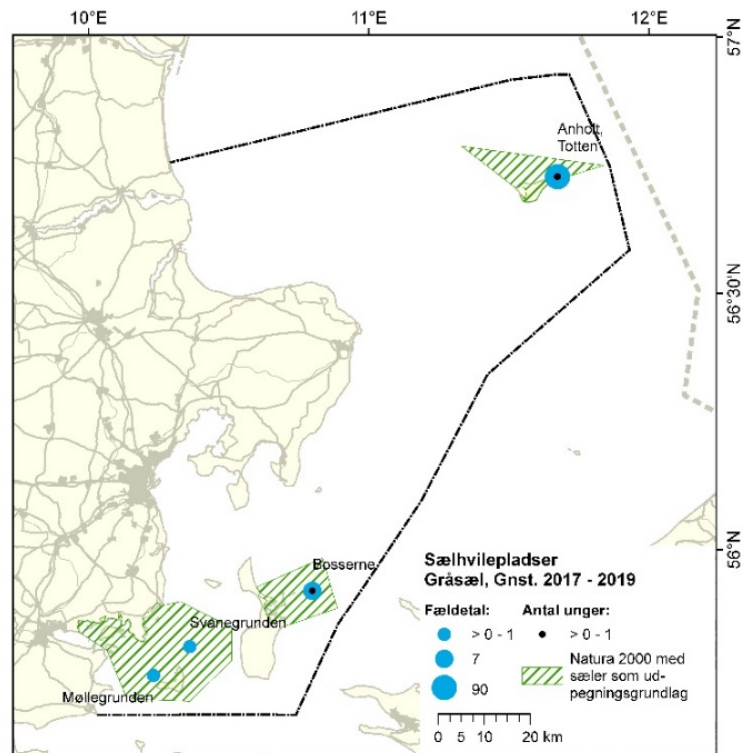 10°E 11°E 12°E
57°N
Anholt,
Totten
56°30'N
56°N
Bosserne
Svanegrunden
Møllegrunden
Sælhvilepladser
Gråsæl, Gnst. 2017 - 2019
Fældetal: Antal unger:
> 0 - 1 > 0 - 1
7 Natura 2000 med
sæler som ud-
90 pegningsgrundlag
0 5 10 20 km